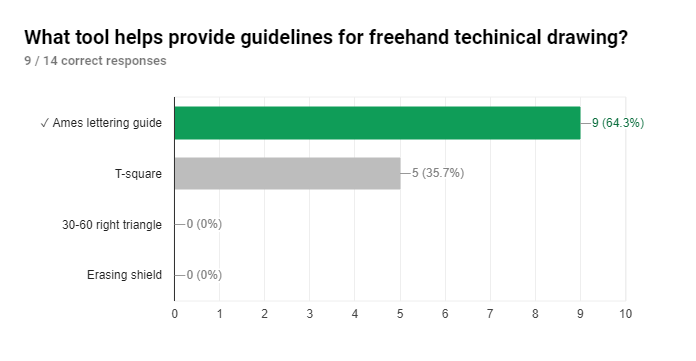 What tool helps provide guidelines for freehand techinical drawing?
9 / 14 correct responses
✓ Ames lettering guide
9 (64.3%)
T-square
5 (35.7%)
30-60 right triangle
0 (0%)
Erasing shield
0 (0%)
0 1 2 3 4 5 6 7 8 9 10